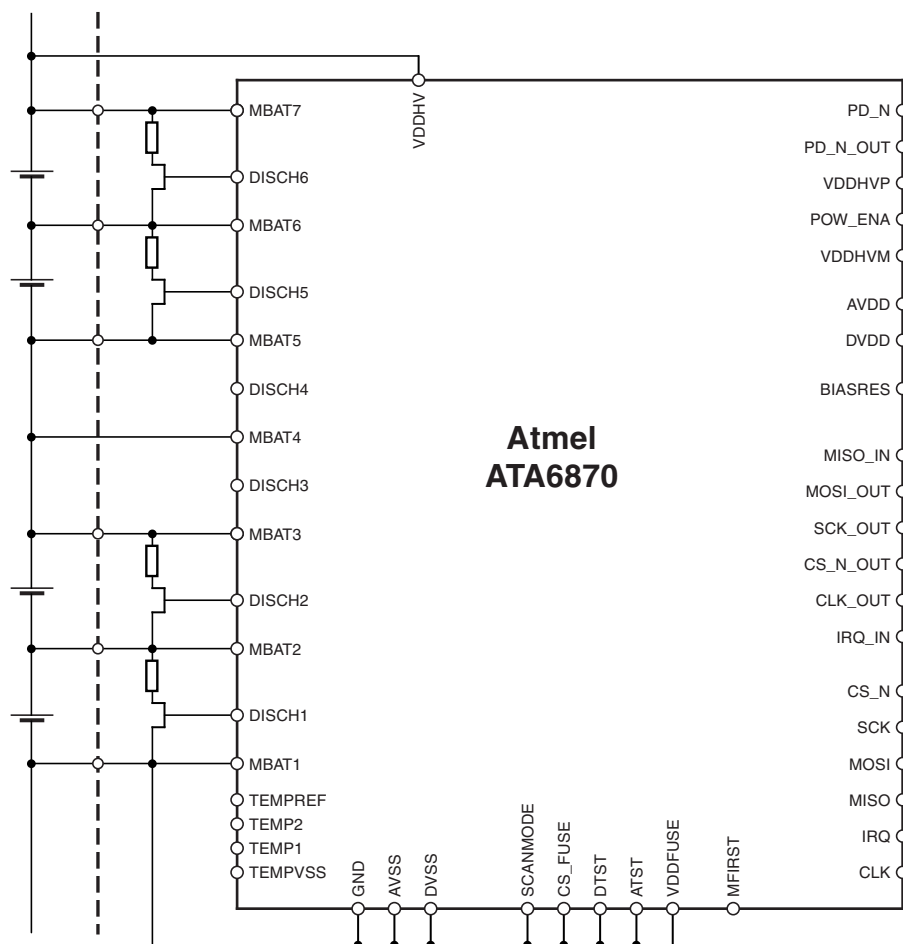 VDDHV
MBAT7
DISCH6
MBAT6
DISCH5
MBAT5
DISCH4
MBAT4
DISCH3
MBAT3
DISCH2
MBAT2
DISCH1
MBAT1
TEMPREF
TEMP2
TEMP1
TEMPVSS
Atmel
ATA6870
PD_N
PD_N_OUT
VDDHVP
POW_ENA
VDDHVM
AVDD
DVDD
BIASRES
MISO_IN
MOSI_OUT
SCK_OUT
CS_N_OUT
CLK_OUT
IRQ_IN
CS_N
SCK
MOSI
MISO
IRQ
CLK
GND
AVSS
DVSS
SCANMODE
CS_FUSE
DTST
ATST
VDDFUSE
MFIRST